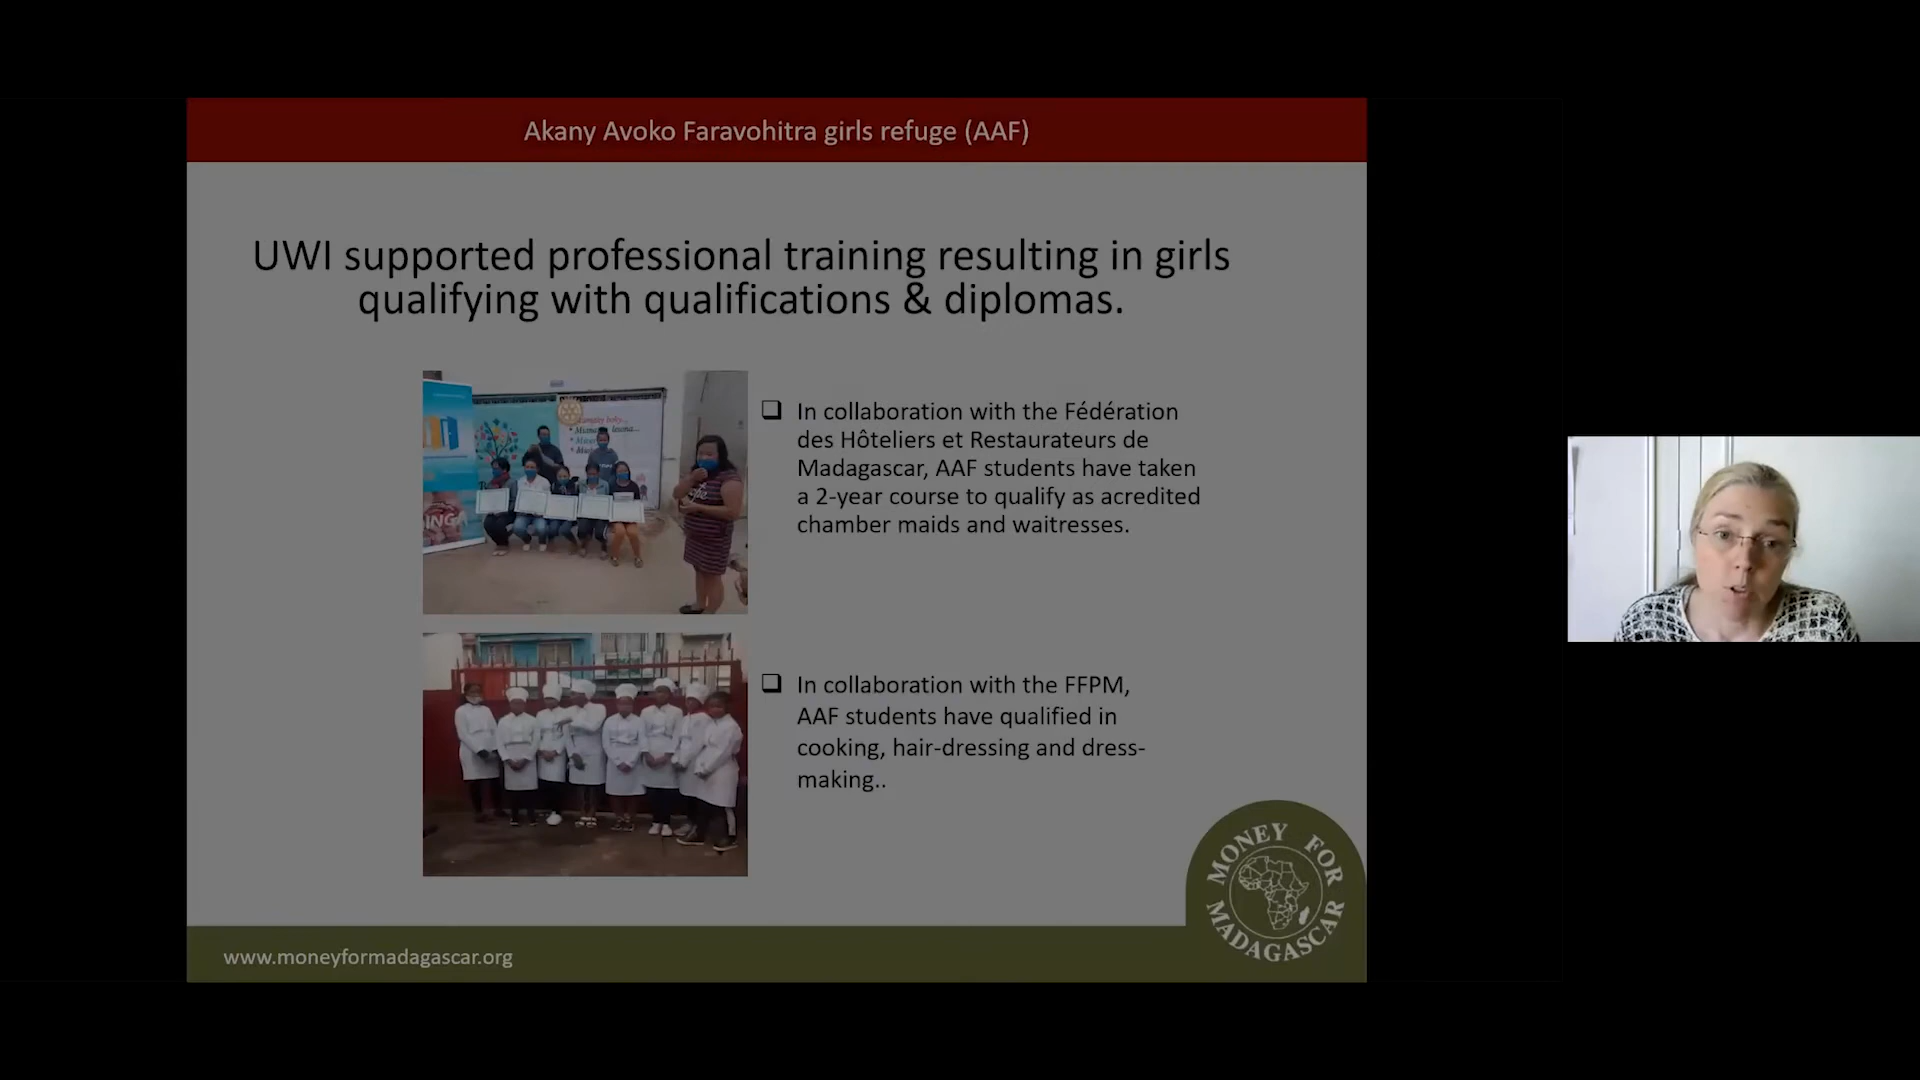 Akany Avoko Faravohitra girls refuge (AAF)
UWI supported professional training resulting in girls
qualifying with qualifications & diplomas.
❑ In collaboration with the Fédération
des Hôteliers et Restaurateurs de
Madagascar, AAF students have taken
a 2-year course to qualify as acredited
chamber maids and waitresses.
❑ In collaboration with the FFPM,
AAF students have qualified in
cooking, hair-dressing and dress-
making..
MONEY FOR
MADAGASCAR
www.moneyformadagascar.org